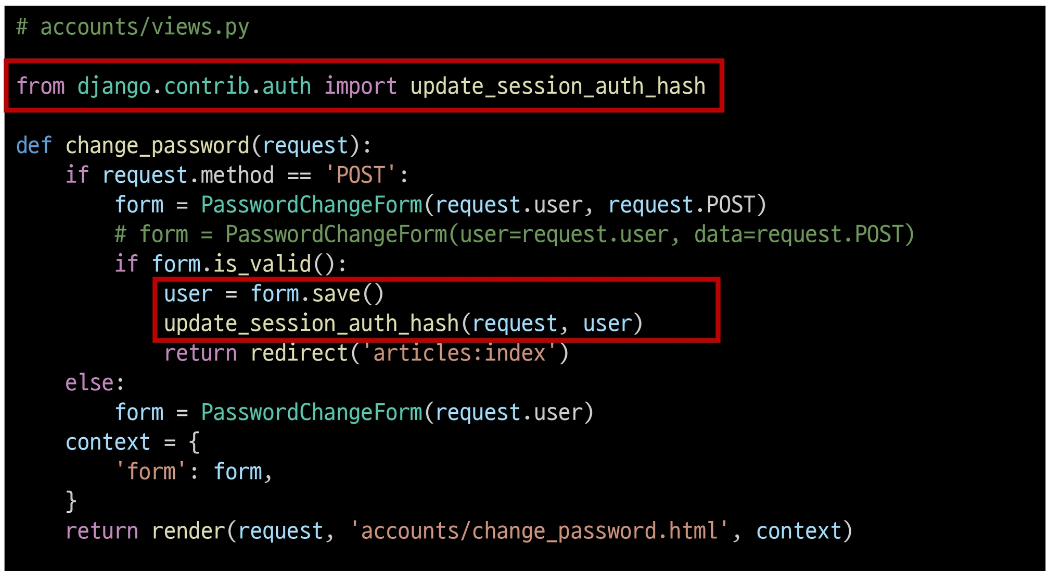 # accounts/views.py
from django.contrib.auth import update_session_auth_hash
def change_password(request):
    if request.method == 'POST':
        form = PasswordChangeForm(request.user, request.POST)
        # form = PasswordChangeForm(user=request.user, data=request.POST)
        if form.is_valid():
            user = form.save()
            update_session_auth_hash(request, user)
            return redirect('articles:index')
    else:
        form = PasswordChangeForm(request.user)
    context = {
        'form': form,
    }
    return render(request, 'accounts/change_password.html', context)